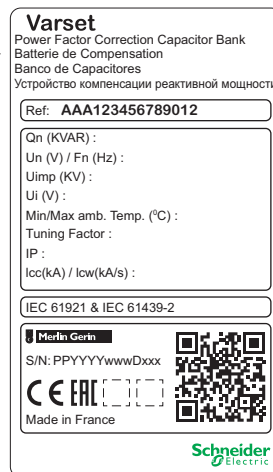 Varset
Power Factor Correction Capacitor Bank
Batterie de Compensation
Banco de Capacitores
Устройство компенсации реактивной мощности
Ref: AAA123456789012
Qn (KVAR) :
Un (V) / Fn (Hz) :
Uimp (KV) :
Ui (V) :
Min/Max amb. Temp. (⁰C) :
Tuning Factor :
IP :
Icc(kA) / Icw(kA/s) :
IEC 61921 & IEC 61439-2
Merlin Gerin
S/N: PPYYYYwwwDxxx
CE EAC
Made in France
Schneider
Electric